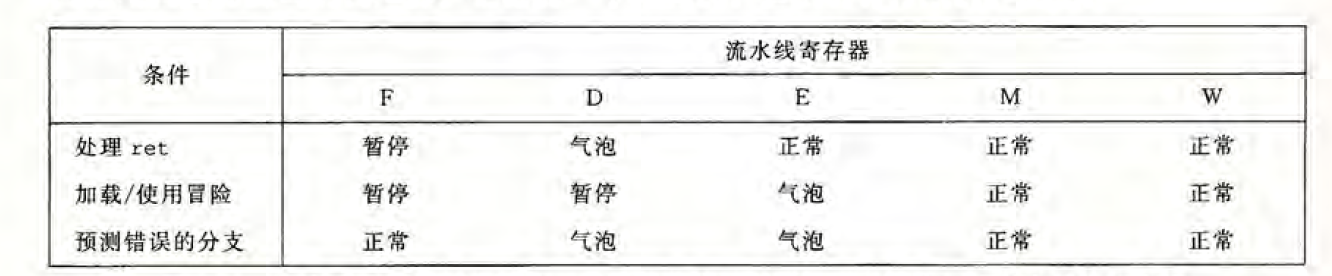 条件 流水线寄存器
F D E M W
处理 ret 暂停 气泡 正常 正常 正常
加载/使用冒险 暂停 暂停 气泡 正常 正常
预测错误的分支 正常 气泡 气泡 正常 正常